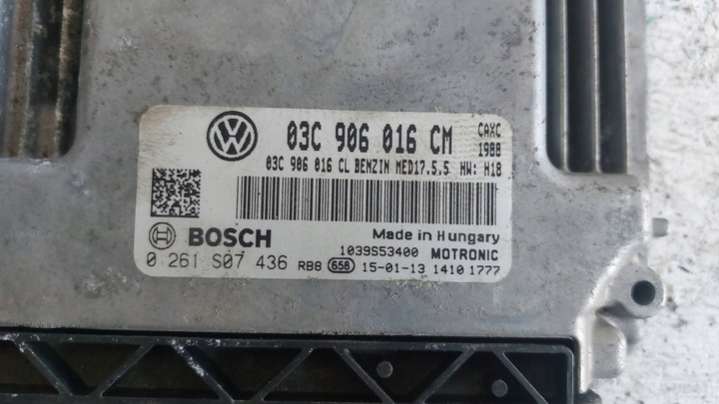 03C 906 016 CM CAXC
1988
03C 906 016 CL BENZIN MED17.5.5 HW: H18
BOSCH Made in Hungary
1039S53400 MOTRONIC
0 261 S07 436 RB8 656 15-01-13 1410 1777